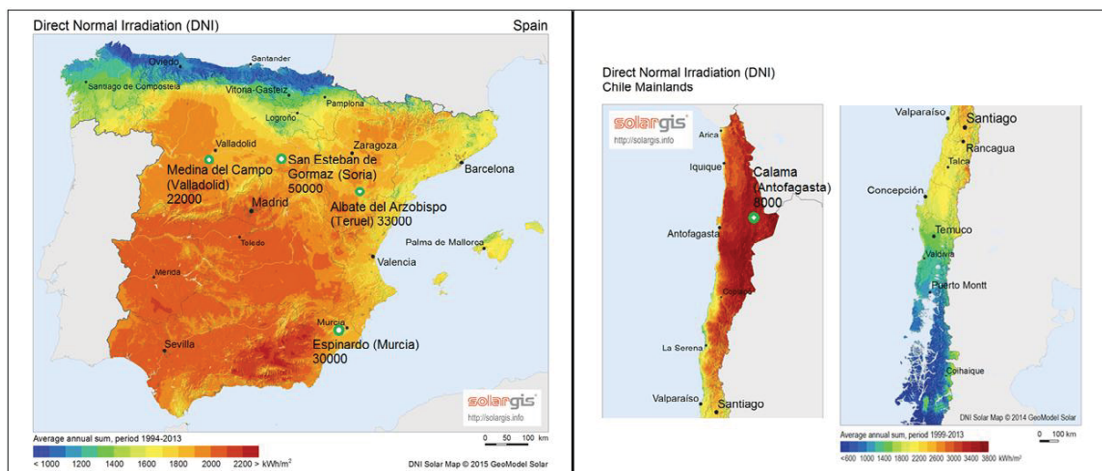 Direct Normal Irradiation (DNI)
Spain
Oviedo
Santander
Santiago de Compostela
Vitoria-Gasteiz
Pamplona
Logroño
Valladolid
Zaragoza
Barcelona
Medina del Campo
(Valladolid)
22000
San Esteban de
Gormaz (Soria)
50000
Albate del Arzobispo
(Teruel) 33000
Madrid
Toledo
Palma de Mallorca
Valencia
Mérida
Murcia
Espinardo (Murcia)
30000
Sevilla
solargis
http://solargis.info
Average annual sum, period 1994-2013
0 50 100 km
< 1000 1200 1400 1600 1800 2000 2200 > kWh/m²
DNI Solar Map © 2015 GeoModel Solar
Direct Normal Irradiation (DNI)
Chile Mainlands
solargis
http://solargis.info
Arica
Iquique
Calama
(Antofagasta)
8000
Antofagasta
Copiapo
La Serena
Valparaíso
Santiago
Valparaíso
Santiago
Rancagua
Talca
Concepción
Temuco
Valdivia
Puerto Montt
Coihaique
DNI Solar Map © 2014 GeoModel Solar
Average annual sum, period 1999-2013
0 100 km
<600 1000 1400 1800 2200 2600 3000 3400 3800 kWh/m²